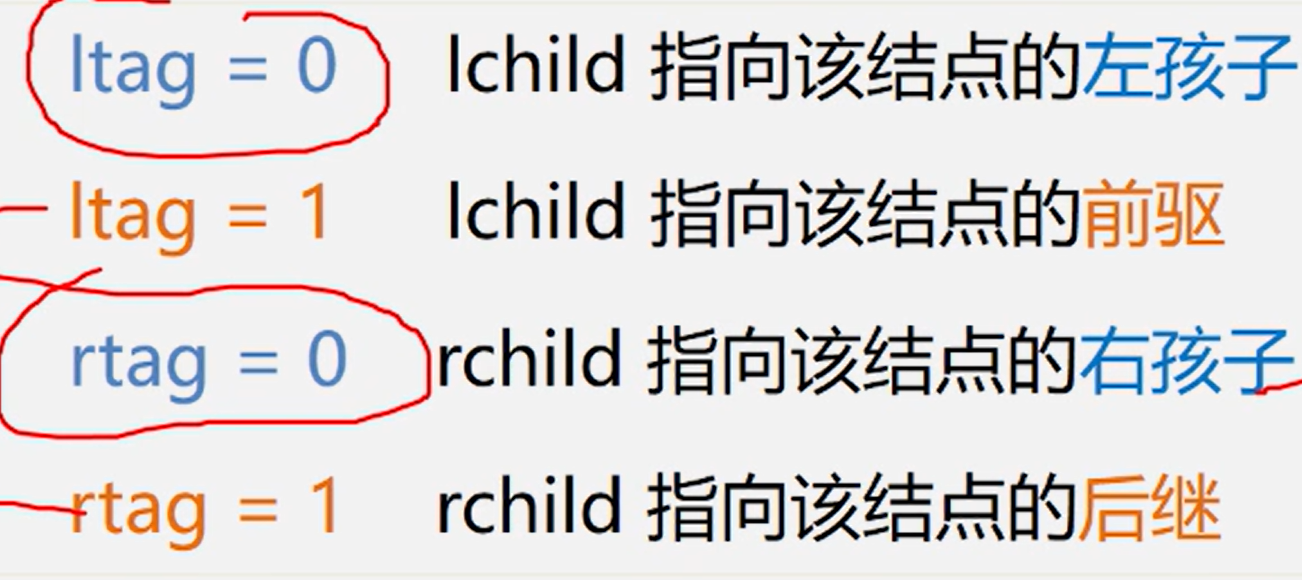 ltag = 0 lchild 指向该结点的左孩子
ltag = 1 lchild 指向该结点的前驱
rtag = 0 rchild 指向该结点的右孩子
rtag = 1 rchild 指向该结点的后继